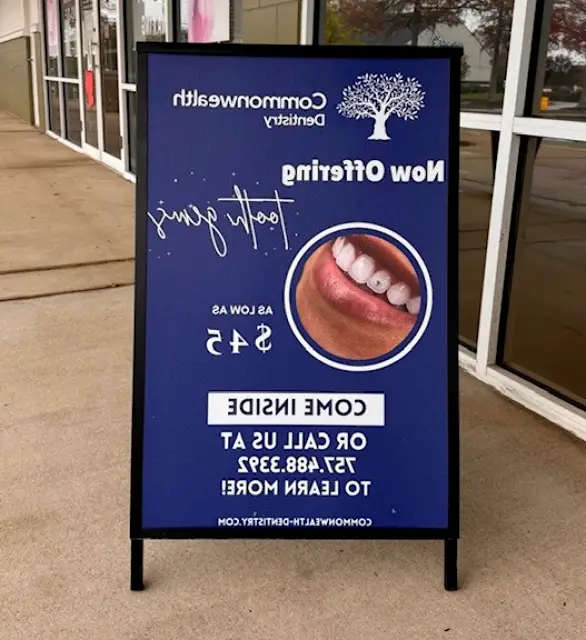 Commonwealth
Dentistry
Now Offering
Tooth gems
AS LOW AS
$45
COME INSIDE
OR CALL US AT
757.488.3392
TO LEARN MORE!
COMMONWEALTH-DENTISTRY.COM